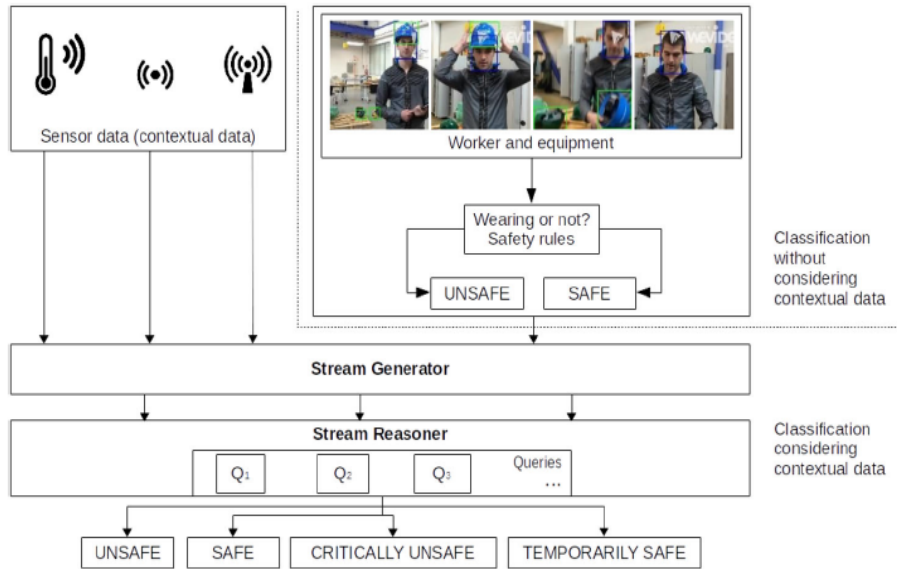 Sensor data (contextual data)
Worker and equipment
Wearing or not?
Safety rules
UNSAFE
SAFE
Classification
without
considering
contextual data
Stream Generator
Stream Reasoner
Q1
Q2
Q3
Queries
...
Classification
considering
contextual data
UNSAFE
SAFE
CRITICALLY UNSAFE
TEMPORARILY SAFE